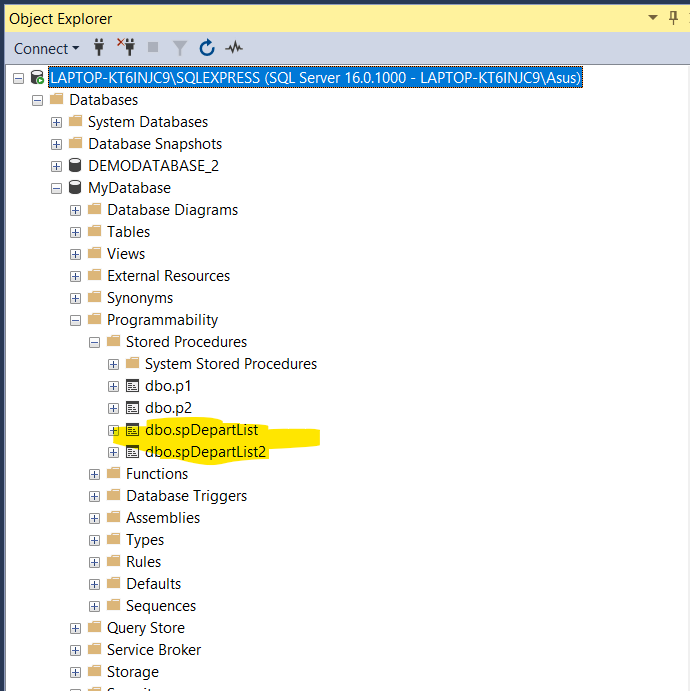 Object Explorer
Connect
LAPTOP-KT6INJC9\SQLEXPRESS (SQL Server 16.0.1000 - LAPTOP-KT6INJC9\Asus)
Databases
System Databases
Database Snapshots
DEMODATABASE_2
MyDatabase
Database Diagrams
Tables
Views
External Resources
Synonyms
Programmability
Stored Procedures
System Stored Procedures
dbo.p1
dbo.p2
dbo.spDepartList
dbo.spDepartList2
Functions
Database Triggers
Assemblies
Types
Rules
Defaults
Sequences
Query Store
Service Broker
Storage